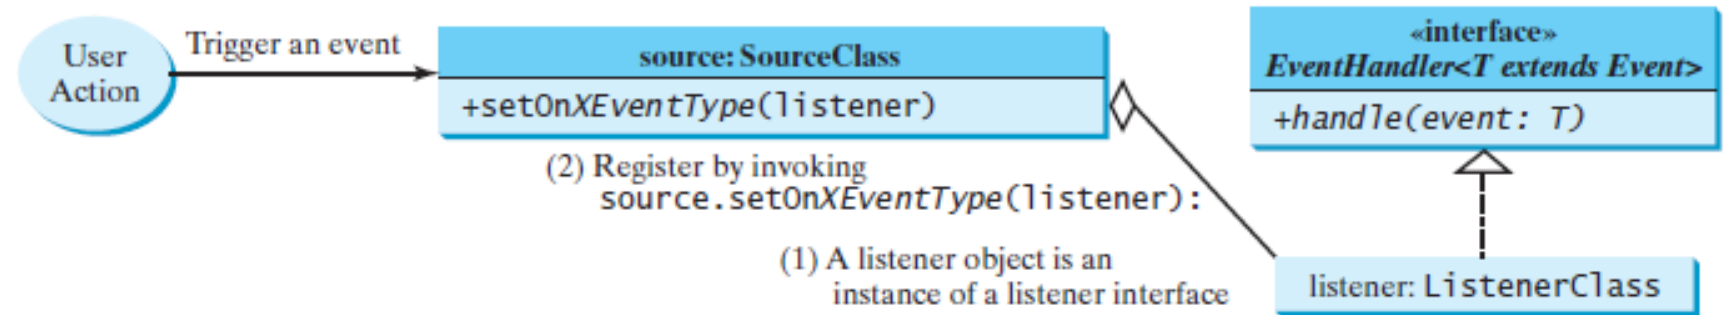 User
Action
Trigger an event
source: SourceClass
+setOnXEventType(listener)
(2) Register by invoking
source.setOnXEventType(listener):
(1) A listener object is an
instance of a listener interface
«interface»
EventHandler<T extends Event>
+handle(event: T)
listener: ListenerClass